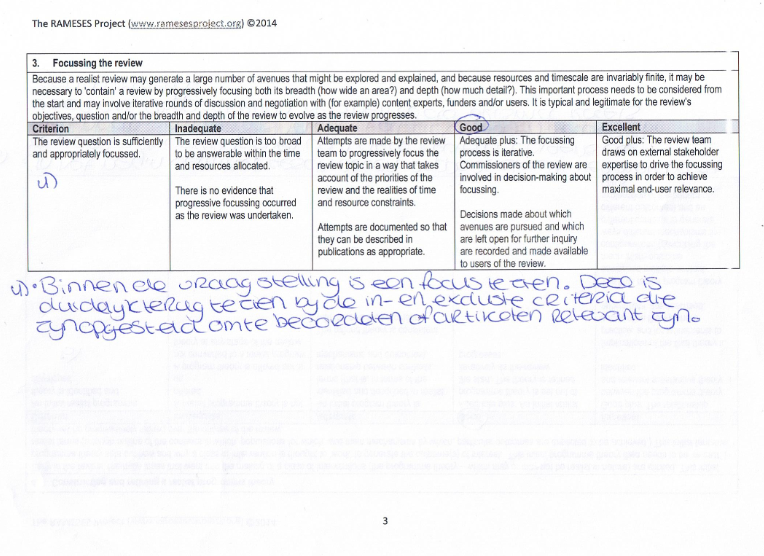 The RAMESES Project (www.ramesesproject.org) ©2014
3. Focussing the review
Because a realist review may generate a large number of avenues that might be explored and explained, and because resources and timescale are invariably finite, it may be
necessary to 'contain' a review by progressively focusing both its breadth (how wide an area?) and depth (how much detail?). This important process needs to be considered from
the start and may involve iterative rounds of discussion and negotiation with (for example) content experts, funders and/or users. It is typical and legitimate for the review's
objectives, question and/or the breadth and depth of the review to evolve as the review progresses.
Criterion
Inadequate
Adequate
Good
Excellent
The review question is sufficiently
and appropriately focussed.
4)
The review question is too broad
to be answerable within the time
and resources allocated.
There is no evidence that
progressive focussing occurred
as the review was undertaken.
Attempts are made by the review
team to progressively focus the
review topic in a way that takes
account of the priorities of the
review and the realities of time
and resource constraints.
Attempts are documented so that
they can be described in
publications as appropriate.
Adequate plus: The focussing
process is iterative.
Commissioners of the review are
involved in decision-making about
focussing.
Decisions made about which
avenues are pursued and which
are left open for further inquiry
are recorded and made available
to users of the review.
Good plus: The review team
draws on external stakeholder
expertise to drive the focussing
process in order to achieve
maximal end-user relevance.
4) • Binnen de vraagstelling is een focus te zien. Deze is
duidelijk terug te zien bij de in- en exclusie criteria die
zijn opgesteld om te beoordelen of artikelen relevant zijn.
3